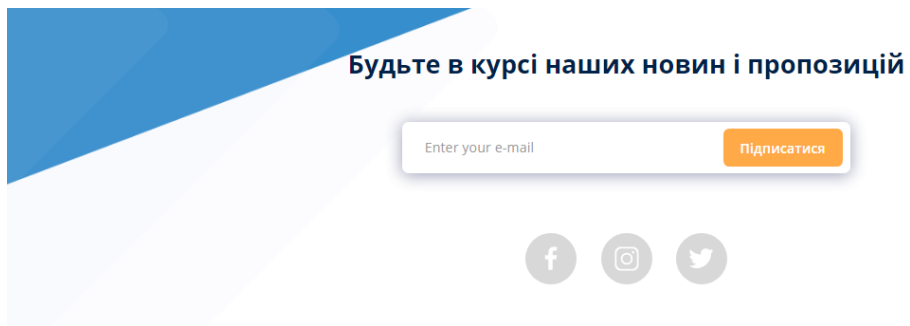 Будьте в курсі наших новин і пропозицій
Enter your e-mail
Підписатися